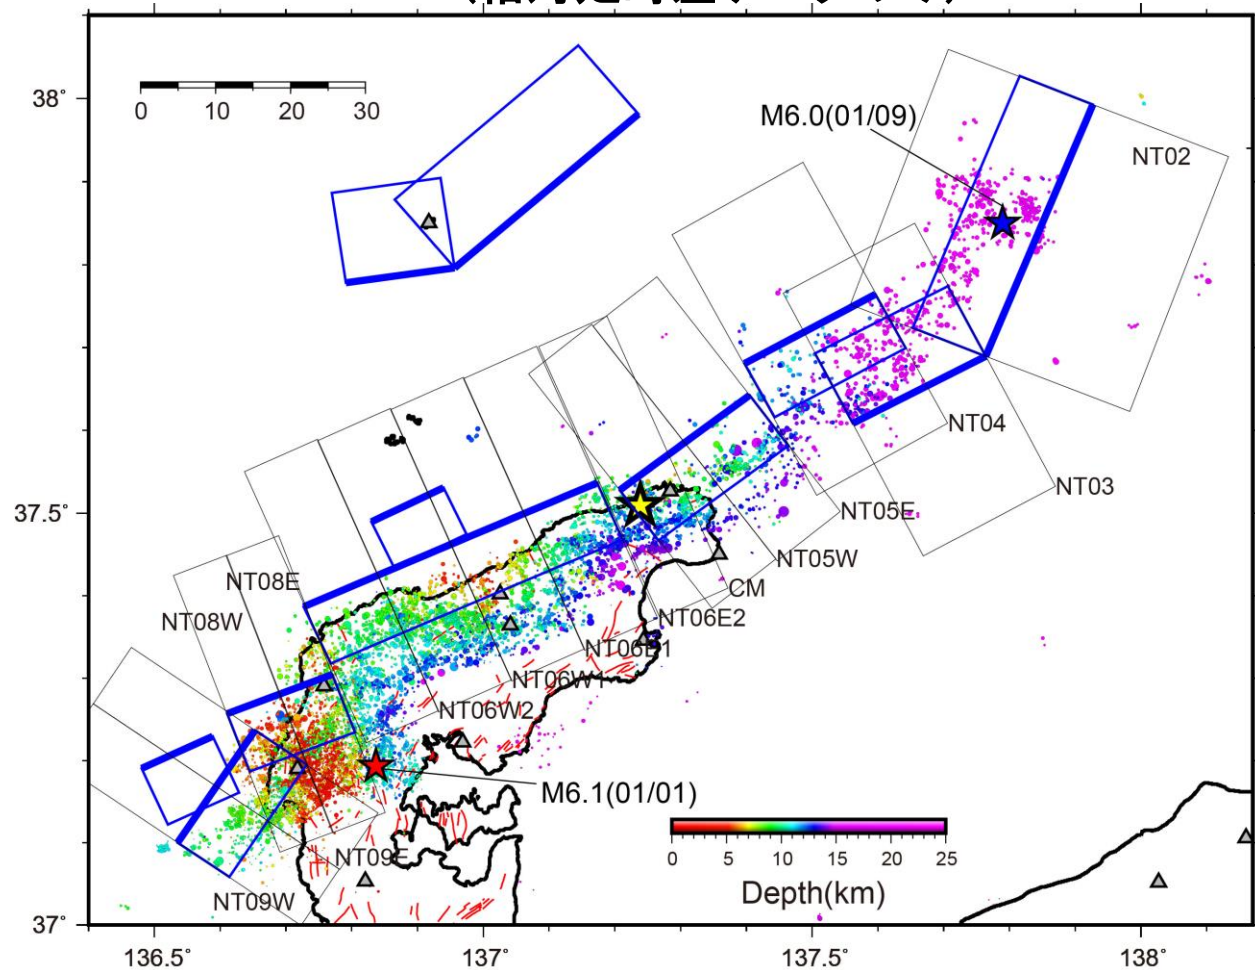 38˚
0 10 20 30
M6.0(01/09)
NT02
NT04
NT03
37.5˚
NT05E
NT05W
CM
NT08E
NT08W
NT06E2
NT06E1
NT06W1
NT06W2
M6.1(01/01)
0 5 10 15 20 25
Depth(km)
NT09E
NT09W
37˚
136.5˚ 137˚ 137.5˚ 138˚